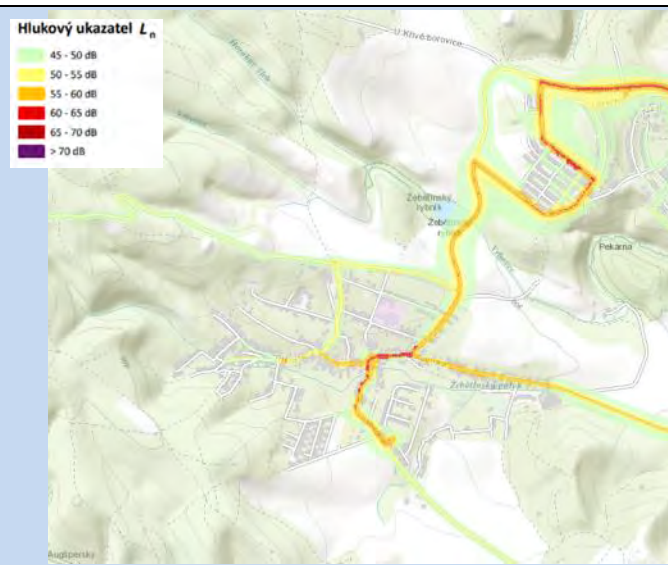 Hlukový ukazatel Ln
45 - 50 dB
50 - 55 dB
55 - 60 dB
60 - 65 dB
65 - 70 dB
> 70 dB
U Křivé borovice
Žebětínský
rybník
Pekárna
Žebětínský potok
Augšperský